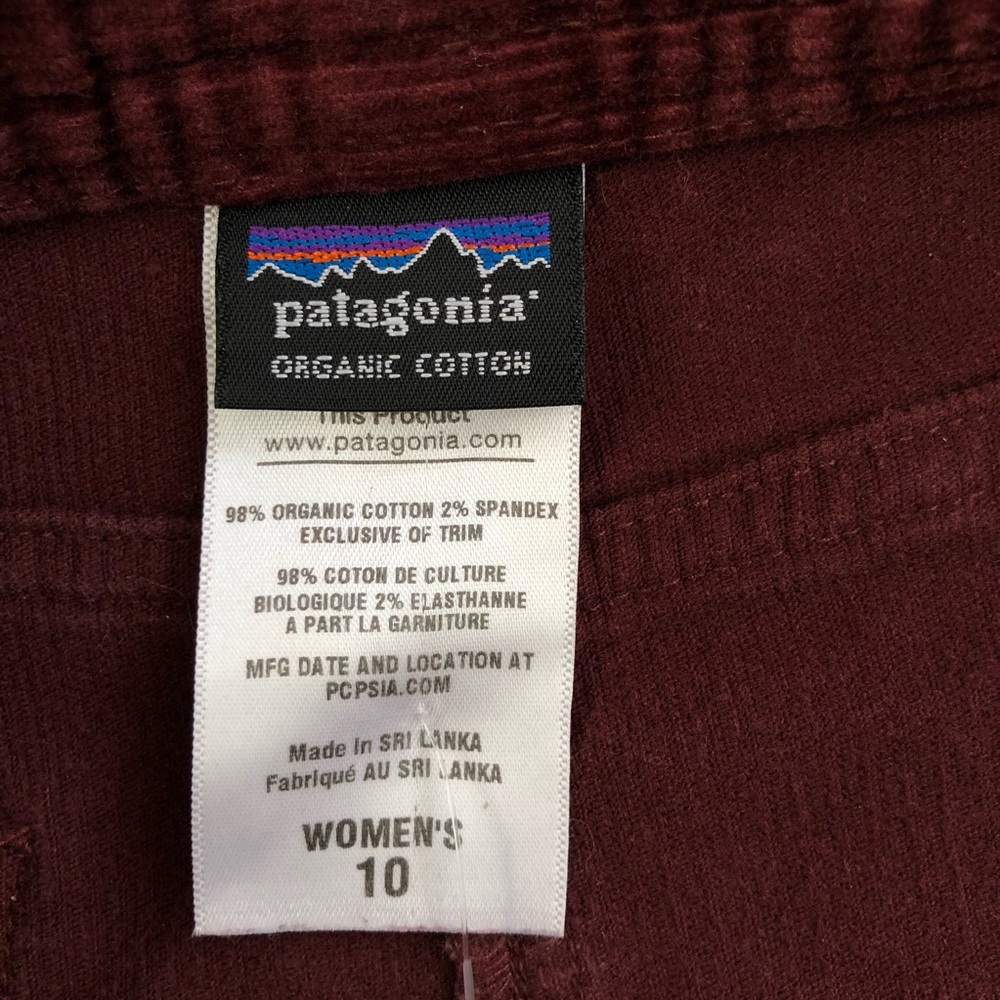 patagonia®
ORGANIC COTTON
This Product
www.patagonia.com
98% ORGANIC COTTON 2% SPANDEX
EXCLUSIVE OF TRIM
98% COTON DE CULTURE
BIOLOGIQUE 2% ELASTHANNE
A PART LA GARNITURE
MFG DATE AND LOCATION AT
PCPSIA.COM
Made in SRI LANKA
Fabriqué AU SRI LANKA
WOMEN'S
10